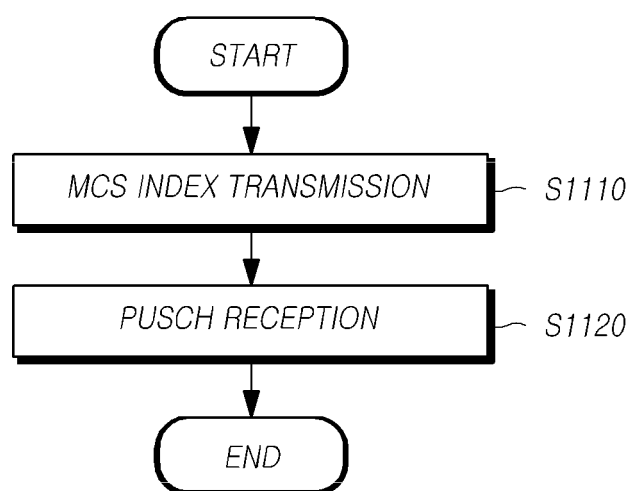 START
MCS INDEX TRANSMISSION
S1110
PUSCH RECEPTION
S1120
END